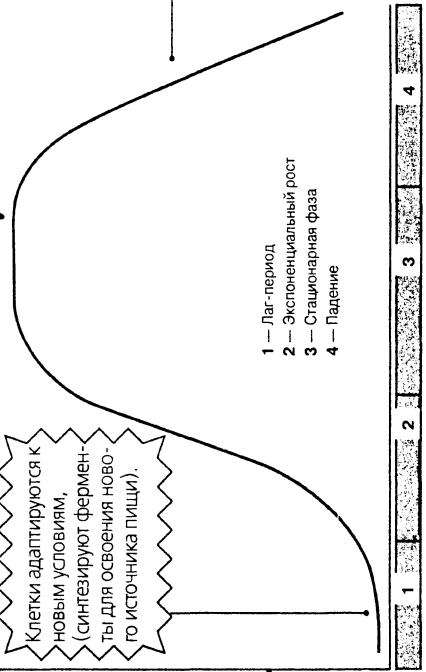 Клетки адаптируются к
новым условиям,
(синтезируют фермен-
ты для освоения ново-
го источника пищи).
1 — Лаг-период
2 — Экспоненциальный рост
3 — Стационарная фаза
4 — Падение
1 2 3 4